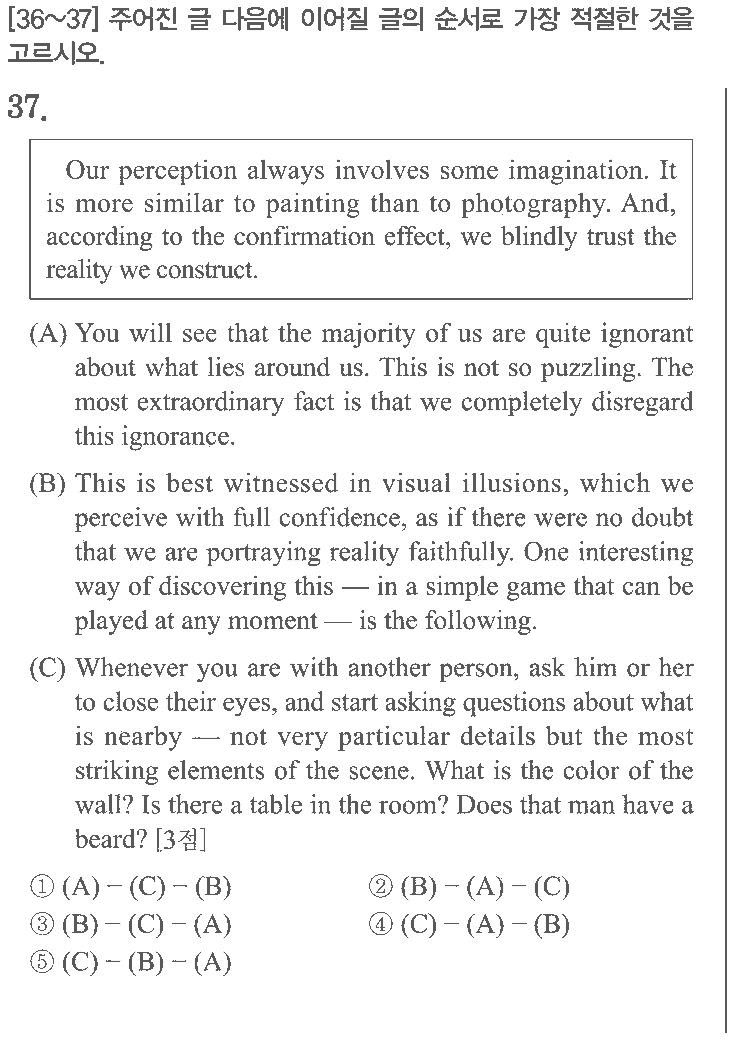 [36~37] 주어진 글 다음에 이어질 글의 순서로 가장 적절한 것을
고르시오.
37.
Our perception always involves some imagination. It
is more similar to painting than to photography. And,
according to the confirmation effect, we blindly trust the
reality we construct.
(A) You will see that the majority of us are quite ignorant
about what lies around us. This is not so puzzling. The
most extraordinary fact is that we completely disregard
this ignorance.
(B) This is best witnessed in visual illusions, which we
perceive with full confidence, as if there were no doubt
that we are portraying reality faithfully. One interesting
way of discovering this — in a simple game that can be
played at any moment — is the following.
(C) Whenever you are with another person, ask him or her
to close their eyes, and start asking questions about what
is nearby — not very particular details but the most
striking elements of the scene. What is the color of the
wall? Is there a table in the room? Does that man have a
beard? [3점]
① (A) − (C) − (B) ② (B) − (A) − (C)
③ (B) − (C) − (A) ④ (C) − (A) − (B)
⑤ (C) − (B) − (A)